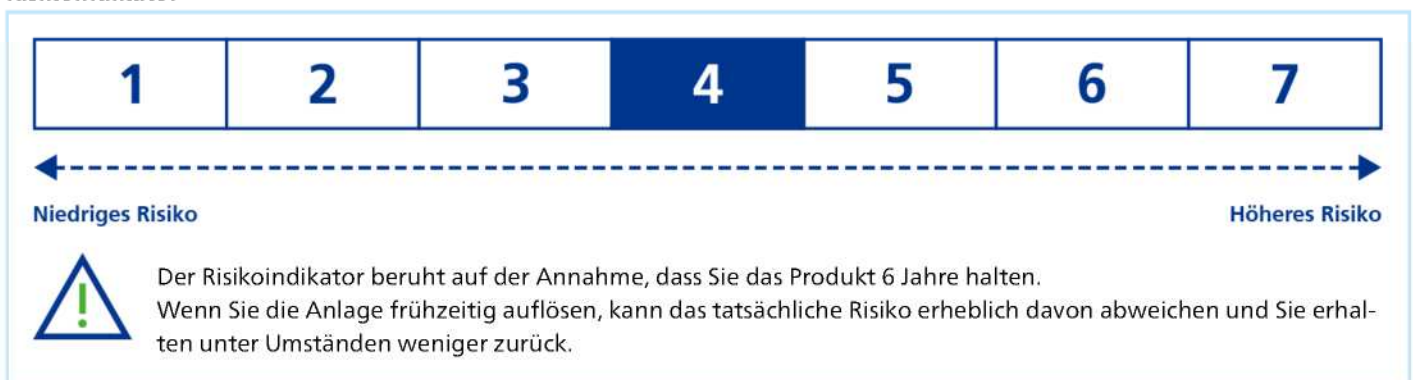 1 2 3 4 5 6 7
Niedriges Risiko Höheres Risiko
Der Risikoindikator beruht auf der Annahme, dass Sie das Produkt 6 Jahre halten.
Wenn Sie die Anlage frühzeitig auflösen, kann das tatsächliche Risiko erheblich davon abweichen und Sie erhal-
ten unter Umständen weniger zurück.